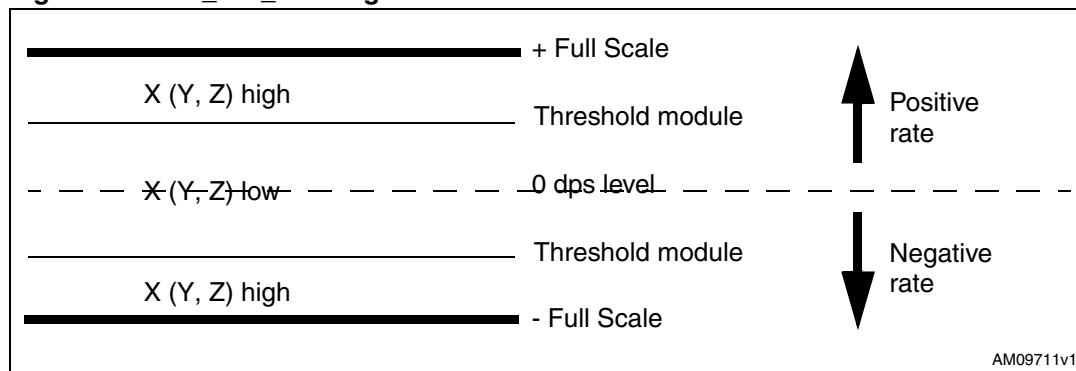 + Full Scale
X (Y, Z) high
Threshold module
Positive
rate
X (Y, Z) low
0 dps level
Threshold module
Negative
rate
X (Y, Z) high
- Full Scale
AM09711v1